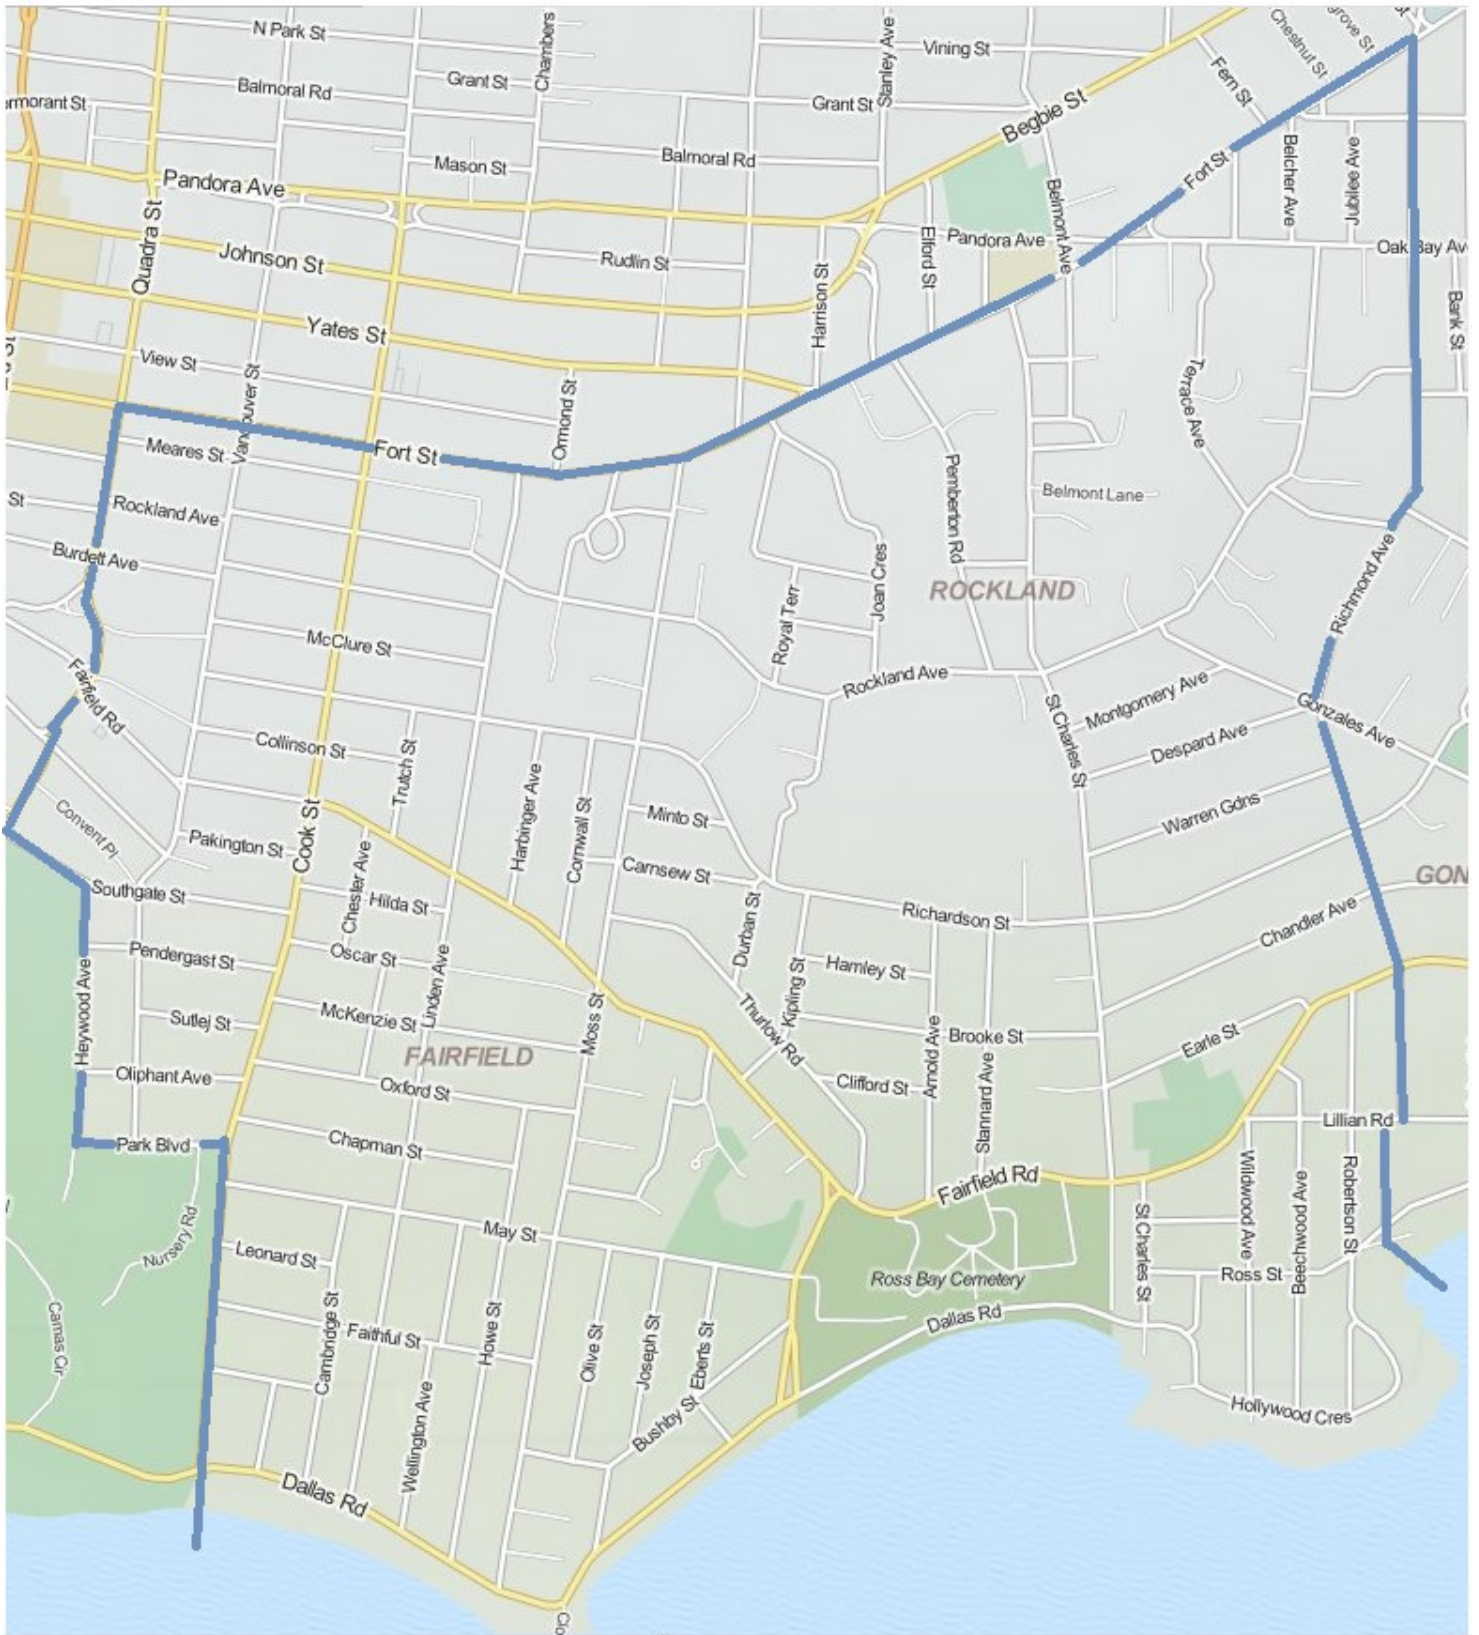 N Park St
Chambers
Stanley Ave
Vining St
Chestnut St
Fern St
Balmoral Rd
Grant St
Grant St
Begbie St
Mason St
Balmoral Rd
Belcher Ave
Jubilee Ave
Fort St
Pandora Ave
Belmont Ave
Quadra St
Elford St
Pandora Ave
Oak Bay Av
Johnson St
Rudlin St
Harrison St
Bank St
Yates St
View St
Vancouver St
Ormond St
Terrace Ave
Meares St
Fort St
Pemberton Rd
Belmont Lane
St
Rockland Ave
Burdett Ave
Joan Cres
ROCKLAND
Richmond Ave
Royal Terr
McClure St
Rockland Ave
Fairfield Rd
Montgomery Ave
St Charles St
Gonzales Ave
Collinson St
Trutch St
Despard Ave
Harbinger Ave
Cornwall St
Minto St
Warren Gdns
Convent Pl
Cook St
Pakington St
Carnsew St
GON
Southgate St
Chester Ave
Hilda St
Durban St
Richardson St
Chandler Ave
Pendergast St
Oscar St
Linden Ave
Kipling St
Hamley St
Heywood Ave
Sutlej St
McKenzie St
Moss St
Thurlow Rd
Brooke St
Earle St
FAIRFIELD
Arnold Ave
Stannard Ave
Oliphant Ave
Oxford St
Clifford St
Lillian Rd
Park Blvd
Chapman St
Fairfield Rd
Wildwood Ave
Beechwood Ave
Robertson St
Nursery Rd
May St
St Charles St
Leonard St
Ross Bay Cemetery
Ross St
Camas Cir
Cambridge St
Faithful St
Howe St
Olive St
Joseph St
Eberts St
Dallas Rd
Wellington Ave
Bushby St
Hollywood Cres
Dallas Rd